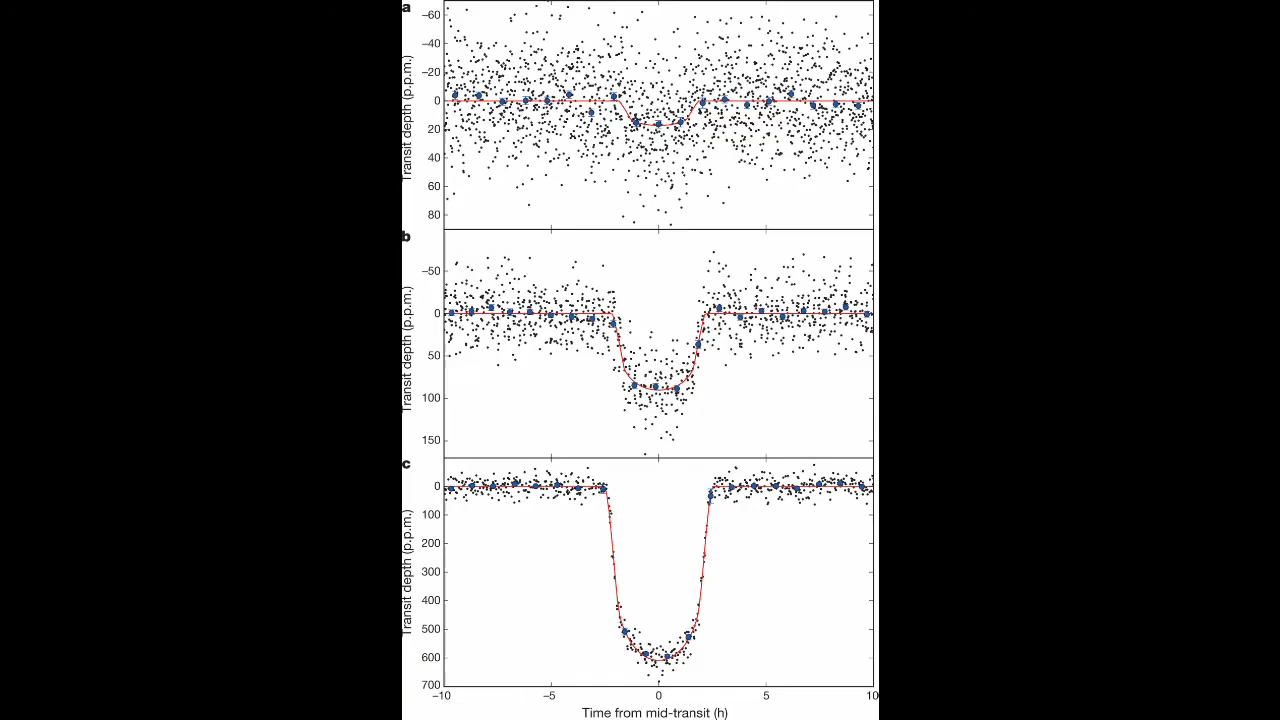 a
−60
−40
−20
0
20
40
60
80
Transit depth (p.p.m.)
b
−50
0
50
100
150
Transit depth (p.p.m.)
c
0
100
200
300
400
500
600
700
Transit depth (p.p.m.)
−10 −5 0 5 10
Time from mid-transit (h)